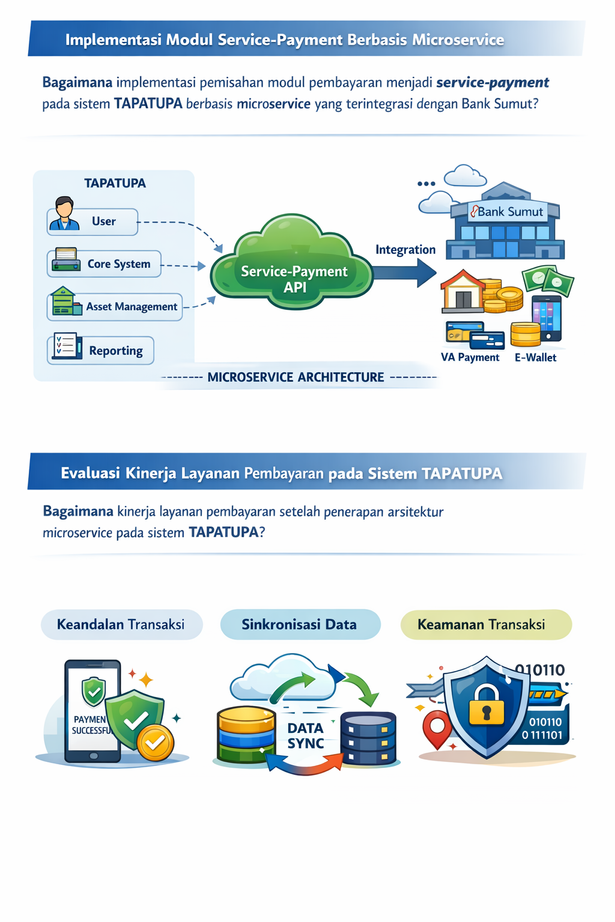 Implementasi Modul Service-Payment Berbasis Microservice
Bagaimana implementasi pemisahan modul pembayaran menjadi service-payment
pada sistem TAPATUPA berbasis microservice yang terintegrasi dengan Bank Sumut?
TAPATUPA
User
Core System
Asset Management
Reporting
Service-Payment
API
Integration
Bank Sumut
VA Payment
E-Wallet
MICROSERVICE ARCHITECTURE
Evaluasi Kinerja Layanan Pembayaran pada Sistem TAPATUPA
Bagaimana kinerja layanan pembayaran setelah penerapan arsitektur
microservice pada sistem TAPATUPA?
Keandalan Transaksi
Sinkronisasi Data
Keamanan Transaksi
PAYMEN
SUCCESSFU
DATA
SYNC
010110
010110
0 111101